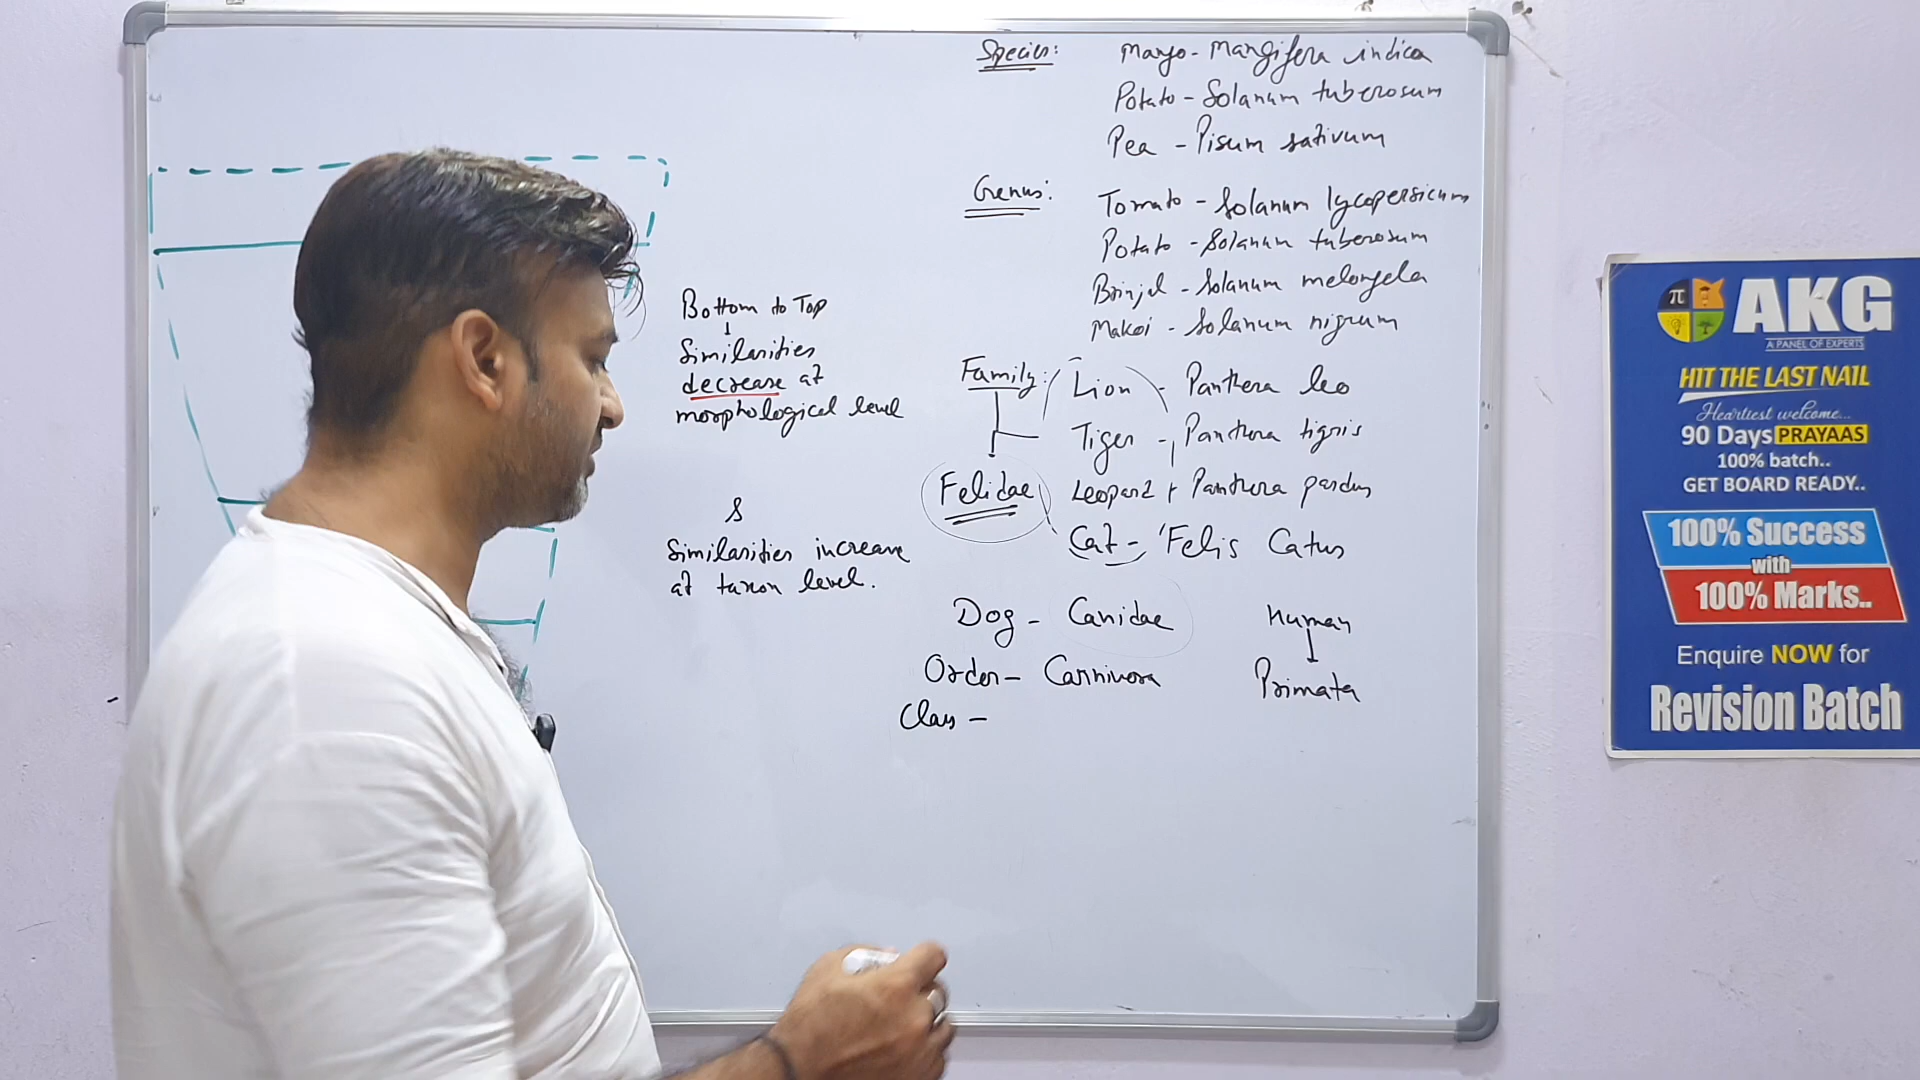 Species: Mango - Mangifera indica
Potato - Solanum tuberosum
Pea - Pisum sativum
Genus: Tomato - Solanum lycopersicum
Potato - Solanum tuberosum
Brinjel - Solanum melongela
Makoi - Solanum nigrum
Family: Lion - Panthera leo
Tiger - Panthera tigris
Leopard - Panthera pardus
Felidae
Cat - Felis Catus
Dog - Canidae
Human
Order - Carnivora
Primata
Class -
Bottom to Top
Similarities
decrease at
morphological level
&
Similarities increase
at taxon level.
π
AKG
A PANEL OF EXPERTS
HIT THE LAST NAIL
Heartiest welcome...
90 Days PRAYAAS
100% batch..
GET BOARD READY..
100% Success
with
100% Marks..
Enquire NOW for
Revision Batch